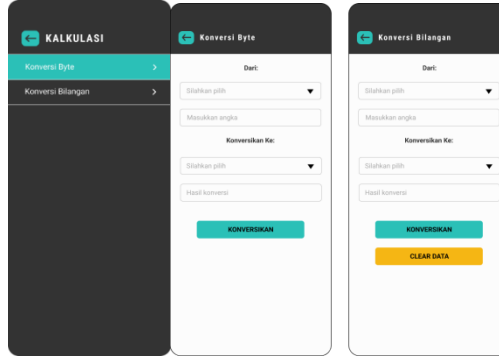 KALKULASI
Konversi Byte
Konversi Bilangan
Konversi Byte
Dari:
Silahkan pilih
Masukkan angka
Konversikan Ke:
Silahkan pilih
Hasil konversi
KONVERSIKAN
Konversi Bilangan
Dari:
Silahkan pilih
Masukkan angka
Konversikan Ke:
Silahkan pilih
Hasil konversi
KONVERSIKAN
CLEAR DATA